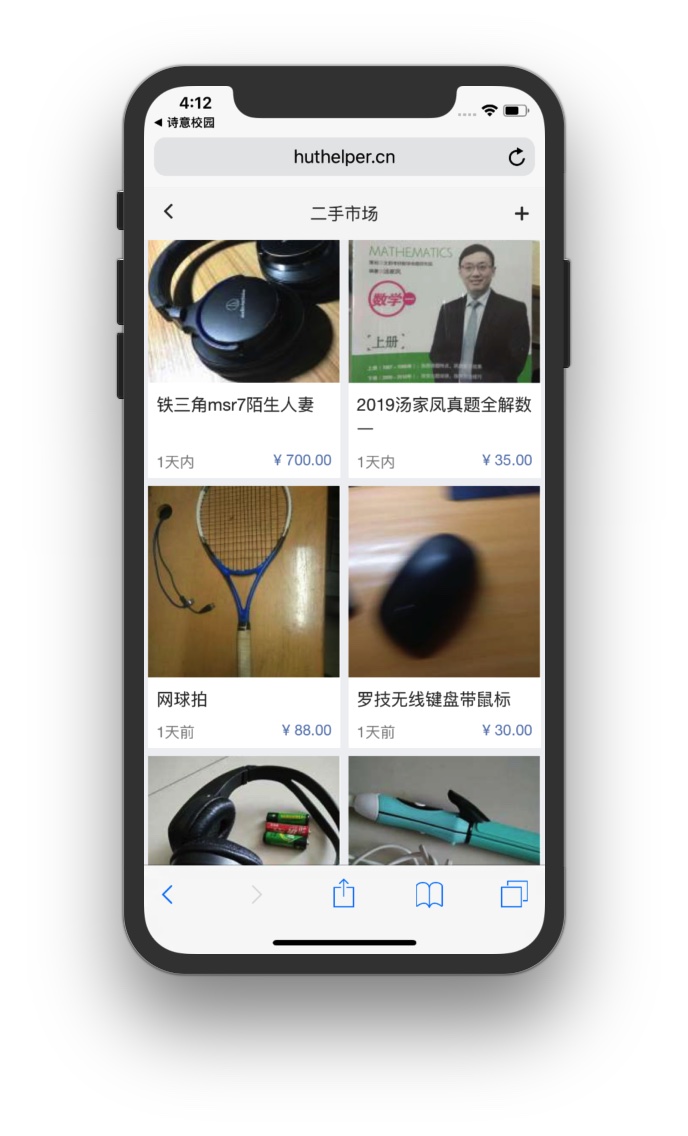 4:12
◀ 诗意校园
huthelper.cn
二手市场
MATHEMATICS
数学一
上册
铁三角msr7陌生人妻
1天内
¥ 700.00
2019汤家凤真题全解数
一
1天内
¥ 35.00
网球拍
1天前
¥ 88.00
罗技无线键盘带鼠标
1天前
¥ 30.00